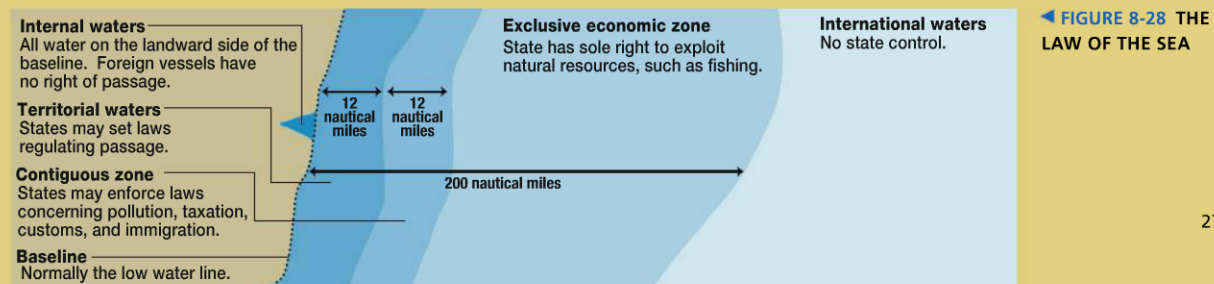 Internal waters
All water on the landward side of the
baseline. Foreign vessels have
no right of passage.
Territorial waters
States may set laws
regulating passage.
Contiguous zone
States may enforce laws
concerning pollution, taxation,
customs, and immigration.
Baseline
Normally the low water line.
12
nautical
miles
12
nautical
miles
200 nautical miles
Exclusive economic zone
State has sole right to exploit
natural resources, such as fishing.
International waters
No state control.
◀ FIGURE 8-28 THE
LAW OF THE SEA